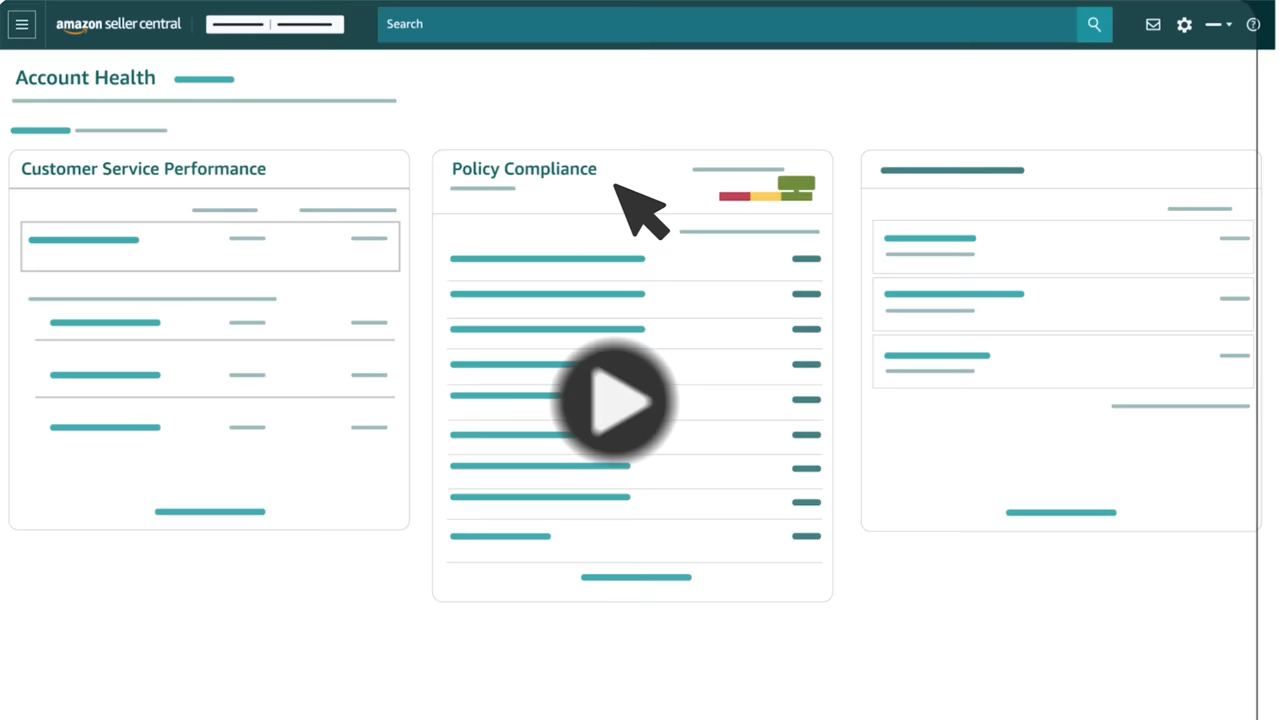 amazon seller central
Search
Account Health
Customer Service Performance
Policy Compliance